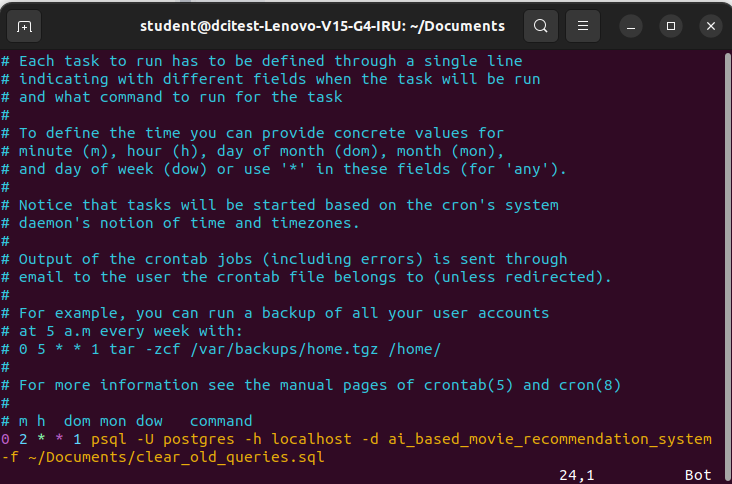 student@dcitest-Lenovo-V15-G4-IRU: ~/Documents
# Each task to run has to be defined through a single line
# indicating with different fields when the task will be run
# and what command to run for the task
#
# To define the time you can provide concrete values for
# minute (m), hour (h), day of month (dom), month (mon),
# and day of week (dow) or use '*' in these fields (for 'any').
#
# Notice that tasks will be started based on the cron's system
# daemon's notion of time and timezones.
#
# Output of the crontab jobs (including errors) is sent through
# email to the user the crontab file belongs to (unless redirected).
#
# For example, you can run a backup of all your user accounts
# at 5 a.m every week with:
# 0 5 * * 1 tar -zcf /var/backups/home.tgz /home/
#
# For more information see the manual pages of crontab(5) and cron(8)
#
# m h  dom mon dow   command
0 2 * * 1 psql -U postgres -h localhost -d ai_based_movie_recommendation_system
-f ~/Documents/clear_old_queries.sql
24,1          Bot